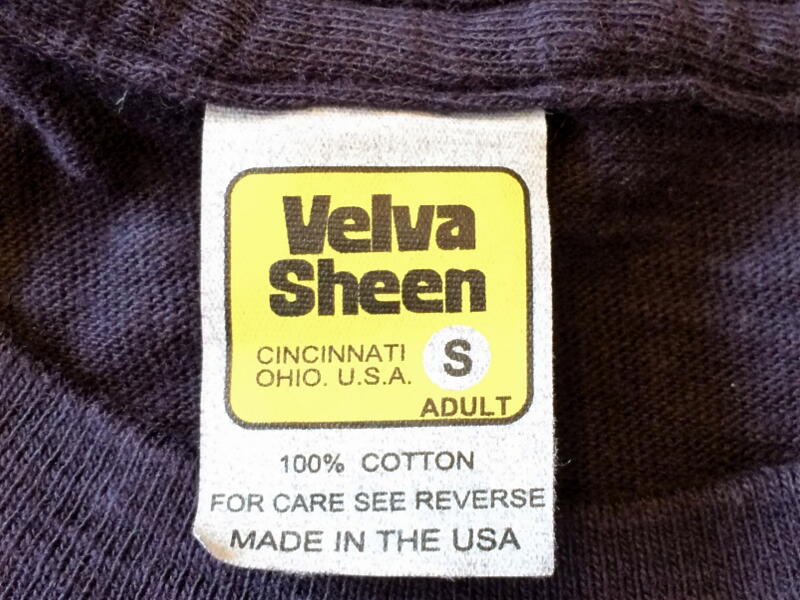 Velva
Sheen
CINCINNATI
OHIO. U.S.A.
S
ADULT
100% COTTON
FOR CARE SEE REVERSE
MADE IN THE USA